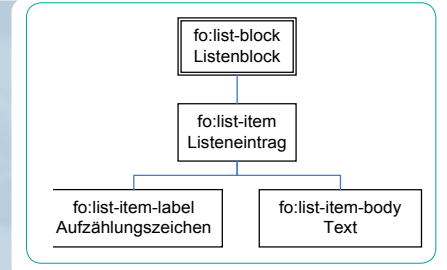 fo:list-block
Listenblock
fo:list-item
Listeneintrag
fo:list-item-label
Aufzählungszeichen
fo:list-item-body
Text